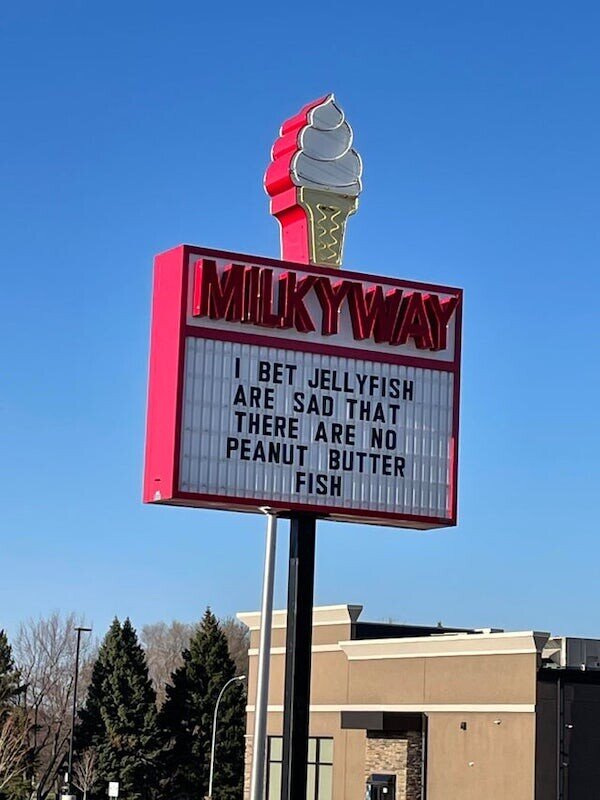 MILKYWAY
I BET JELLYFISH
ARE SAD THAT
THERE ARE NO
PEANUT BUTTER
FISH